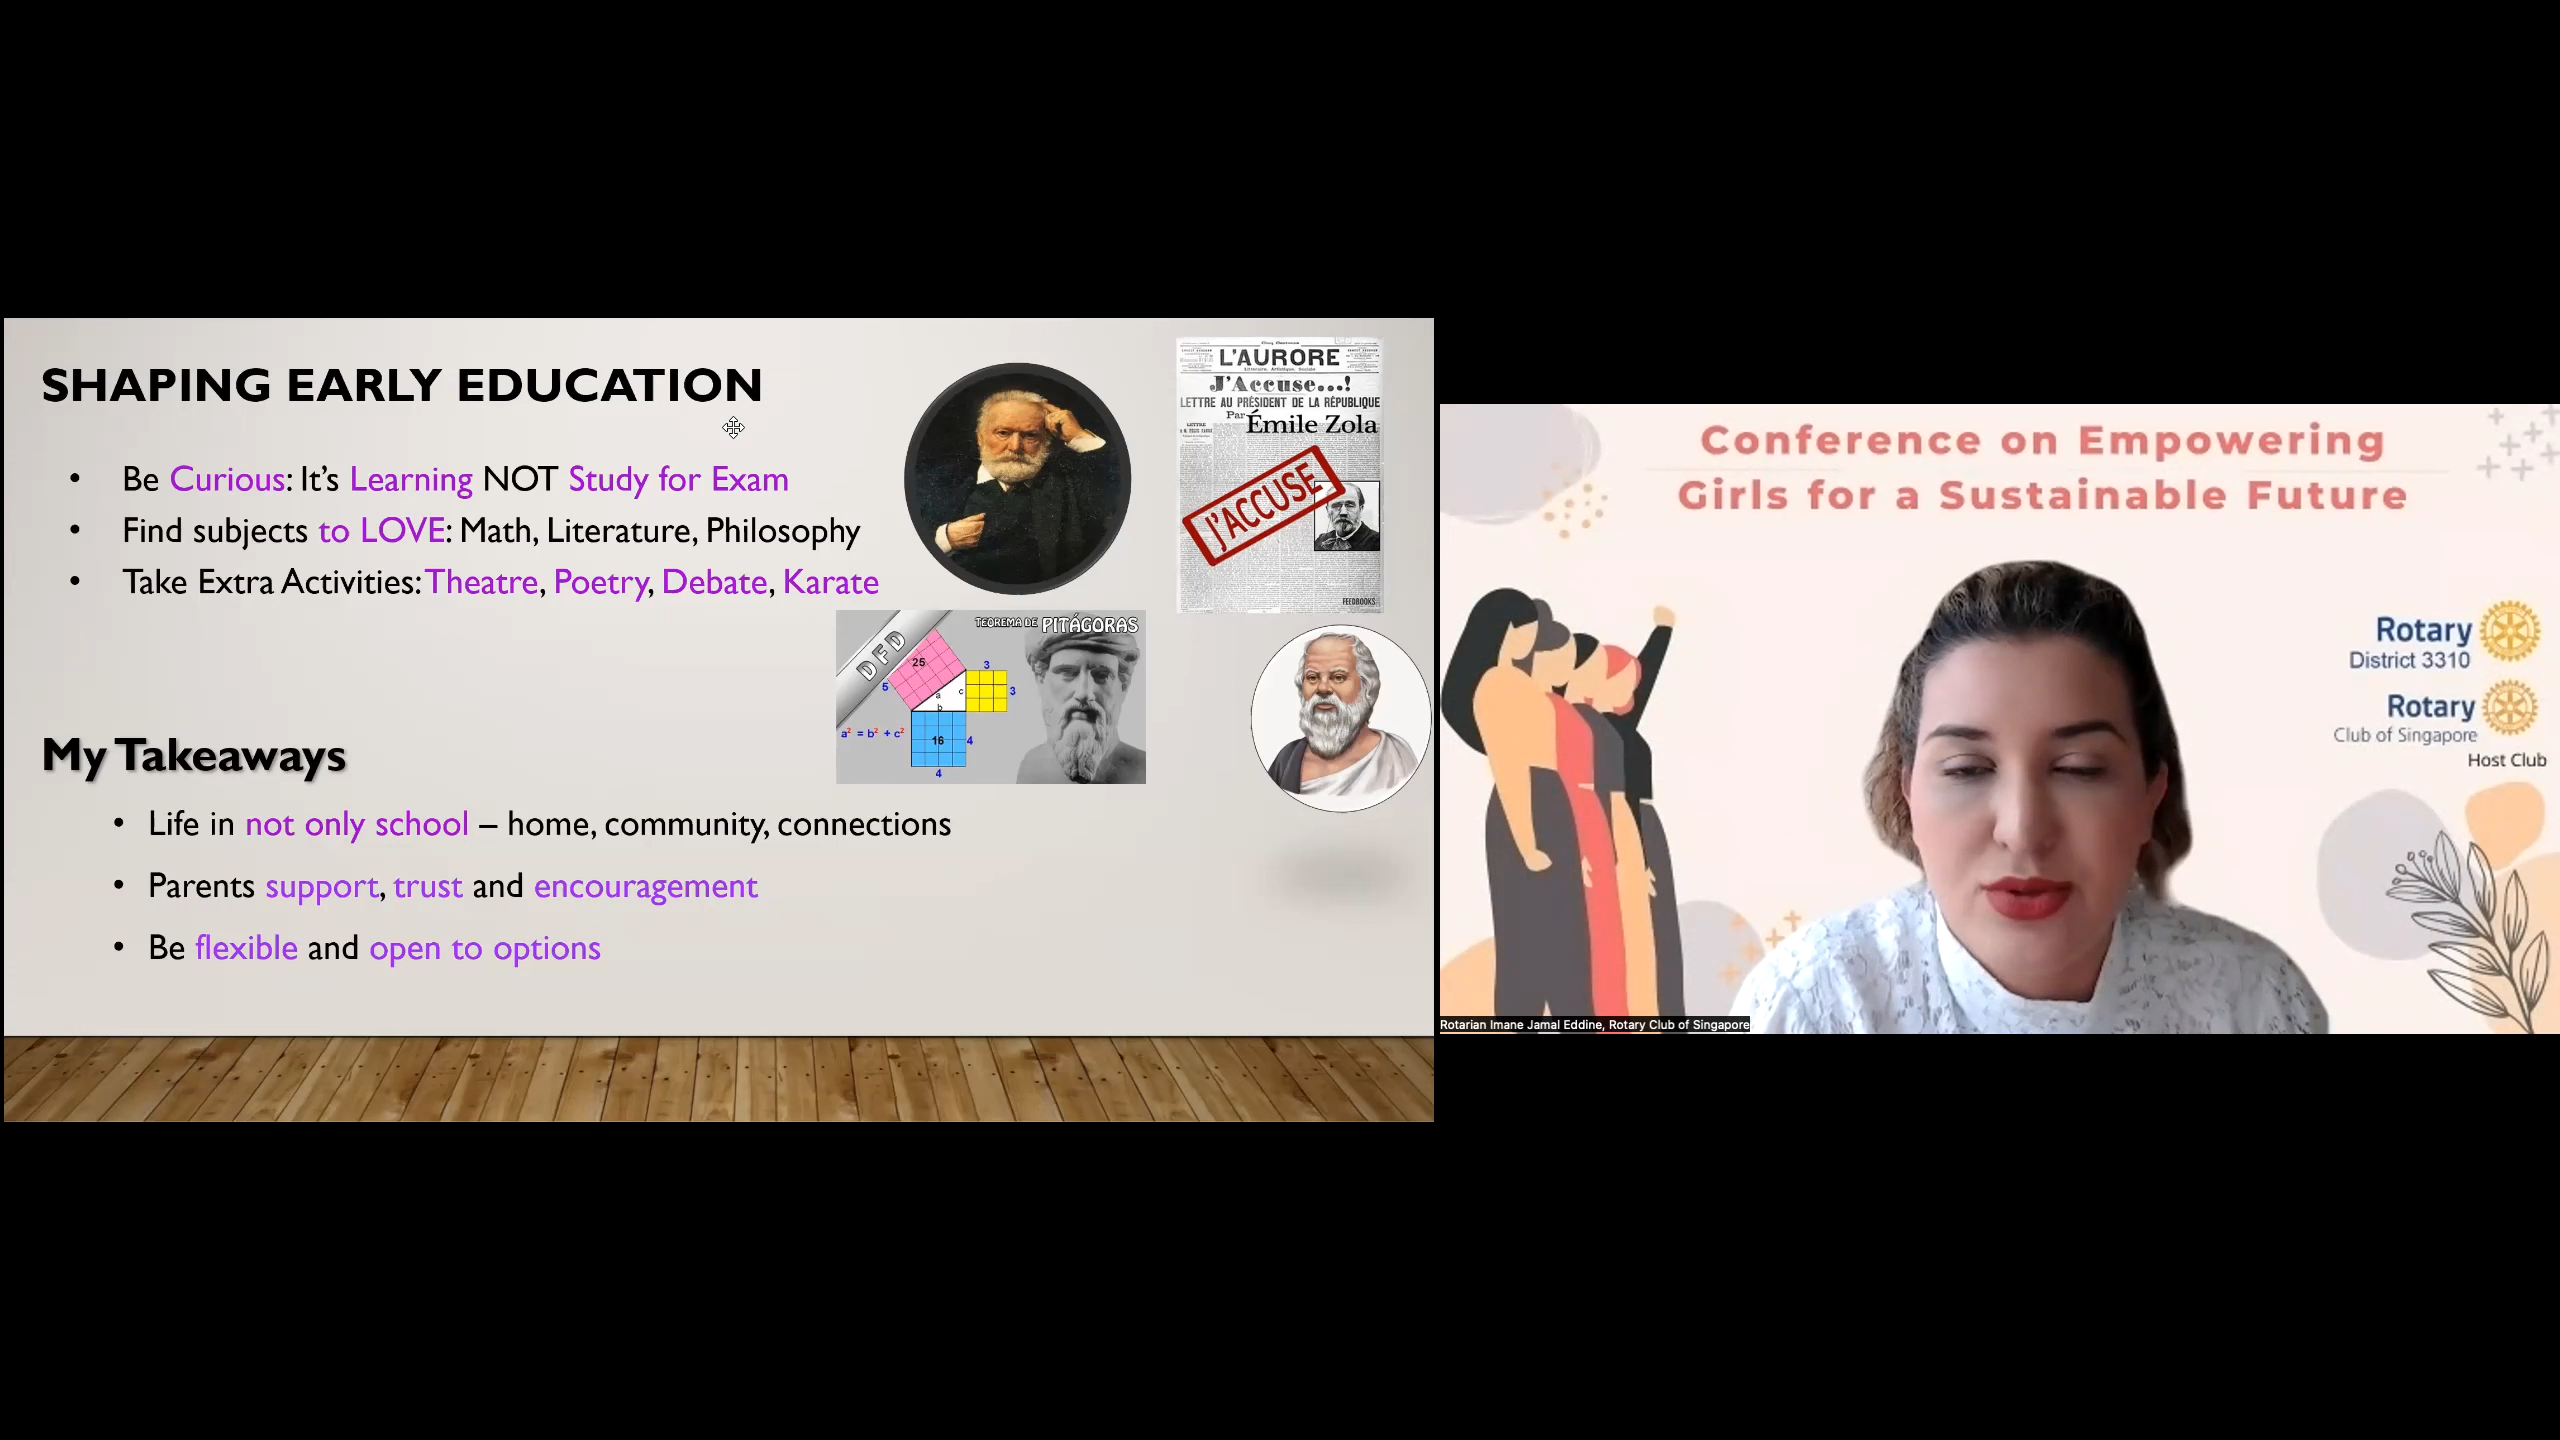 SHAPING EARLY EDUCATION
• Be Curious: It's Learning NOT Study for Exam
• Find subjects to LOVE: Math, Literature, Philosophy
• Take Extra Activities: Theatre, Poetry, Debate, Karate
My Takeaways
• Life in not only school – home, community, connections
• Parents support, trust and encouragement
• Be flexible and open to options
L'AURORE
Littéraire, Artistique, Sociale
J'Accuse...!
LETTRE AU PRÉSIDENT DE LA RÉPUBLIQUE
Par Émile Zola
J'ACCUSE
FEEDBOOKS
DFD
TEOREMA DE PITÁGORAS
25
5
a
b
c
3
3
16
4
4
a² = b² + c²
Conference on Empowering
Girls for a Sustainable Future
Rotary
District 3310
Rotary
Club of Singapore
Host Club
Rotarian Imane Jamal Eddine, Rotary Club of Singapore